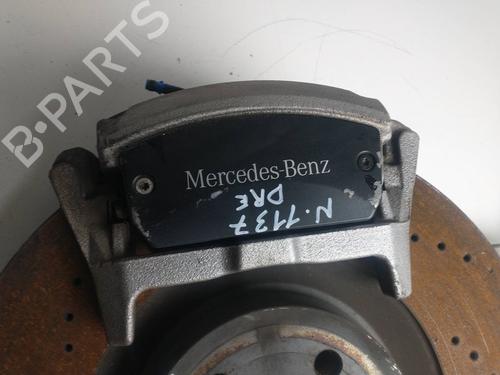 B-PARTS
Mercedes-Benz
N.1137
DRE